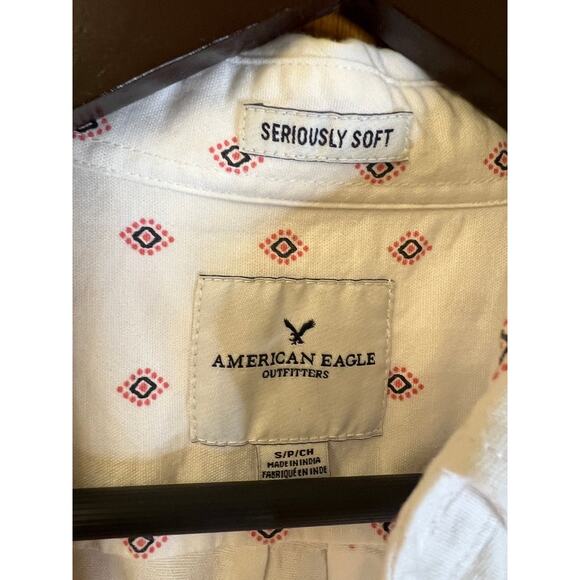 SERIOUSLY SOFT
AMERICAN EAGLE
OUTFITTERS
S/P/CH
MADE IN INDIA
FABRIQUÉ EN INDE